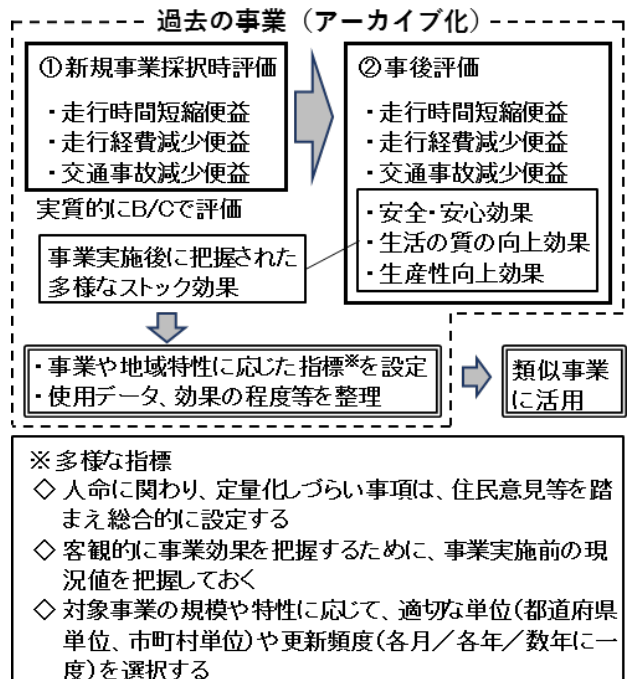 過去の事業（アーカイブ化）
①新規事業採択時評価
・走行時間短縮便益
・走行経費減少便益
・交通事故減少便益
実質的にB/Cで評価
②事後評価
・走行時間短縮便益
・走行経費減少便益
・交通事故減少便益
・安全・安心効果
・生活の質の向上効果
・生産性向上効果
事業実施後に把握された
多様なストック効果
・事業や地域特性に応じた指標※を設定
・使用データ、効果の程度等を整理
類似事業
に活用
※多様な指標
◇ 人命に関わり、定量化しづらい事項は、住民意見等を踏
まえ総合的に設定する
◇ 客観的に事業効果を把握するために、事業実施前の現
況値を把握しておく
◇ 対象事業の規模や特性に応じて、適切な単位（都道府県
単位、市町村単位）や更新頻度（各月／各年／数年に一
度）を選択する